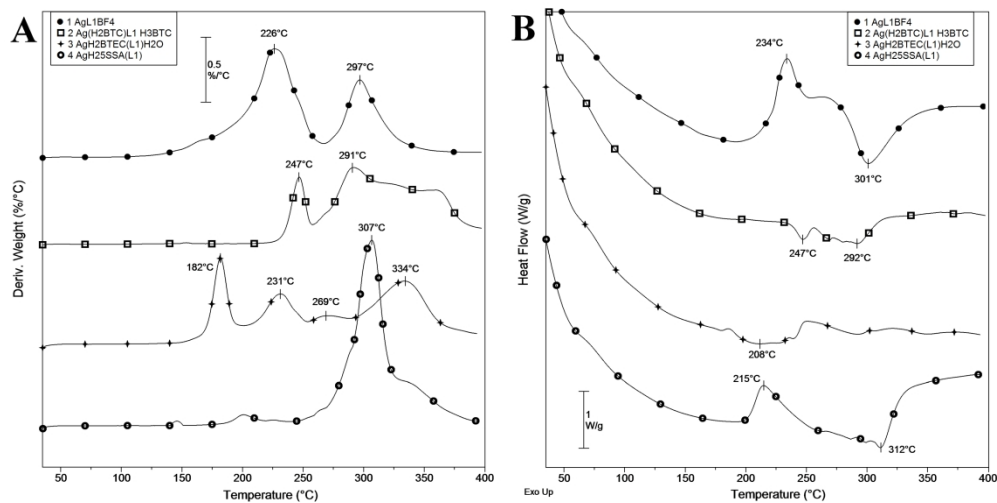 A
1 AgL1BF4
2 Ag(H2BTC)L1 H3BTC
3 AgH2BTEC(L1)H2O
4 AgH25SSA(L1)
0.5
%/°C
226°C
297°C
247°C
291°C
307°C
182°C
231°C
269°C
334°C
Deriv. Weight (%/°C)
50
100
150
200
250
300
350
400
Temperature (°C)
B
1 AgL1BF4
2 Ag(H2BTC)L1 H3BTC
3 AgH2BTEC(L1)H2O
4 AgH25SSA(L1)
234°C
301°C
247°C
292°C
208°C
215°C
312°C
1
W/g
Heat Flow (W/g)
50
100
150
200
250
300
350
400
Exo Up
Temperature (°C)